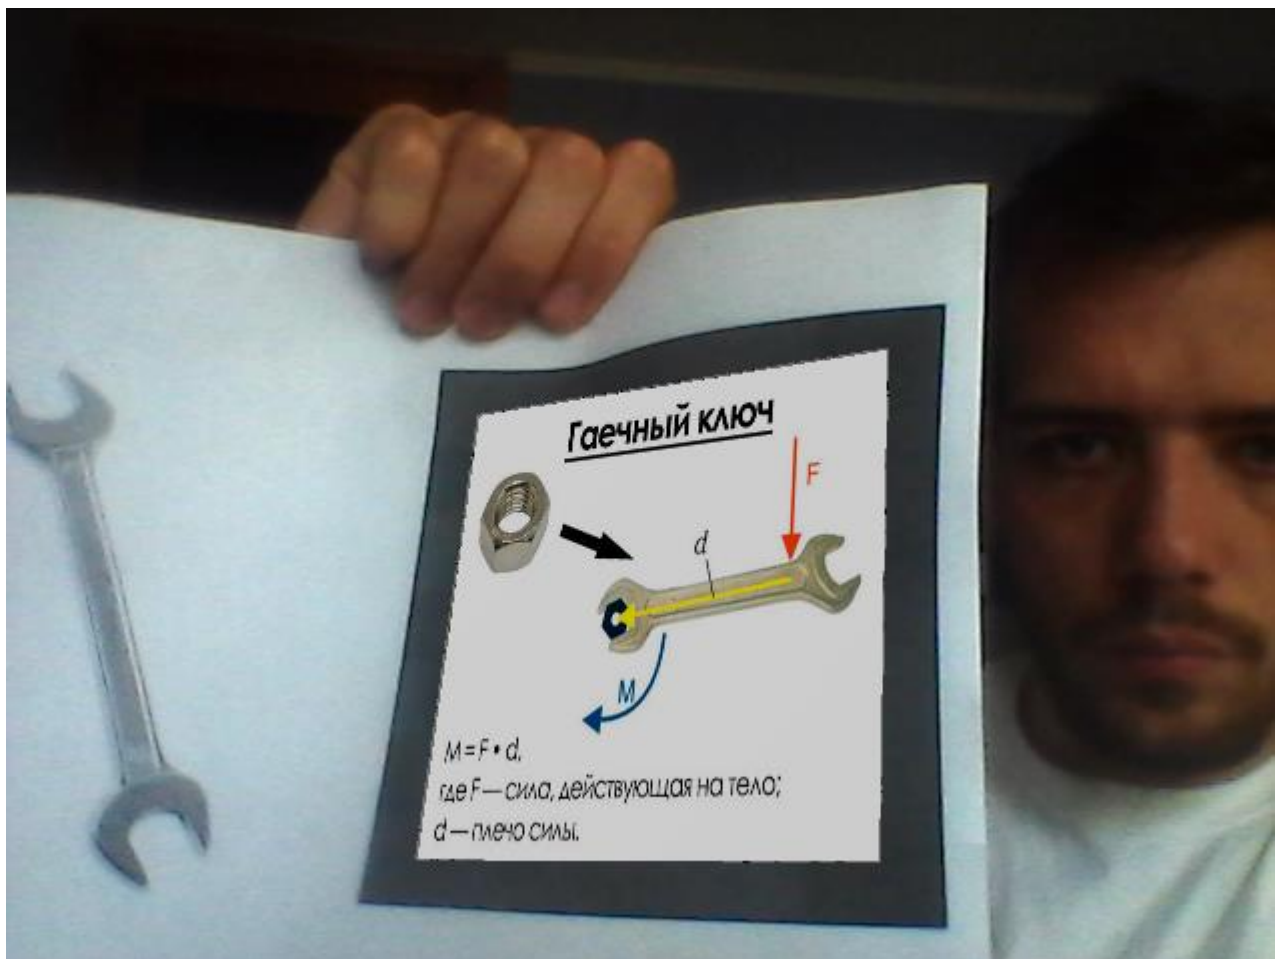 Гаечный ключ
F
d
M
M = F • d,
где F — сила, действующая на тело;
d — плечо силы.